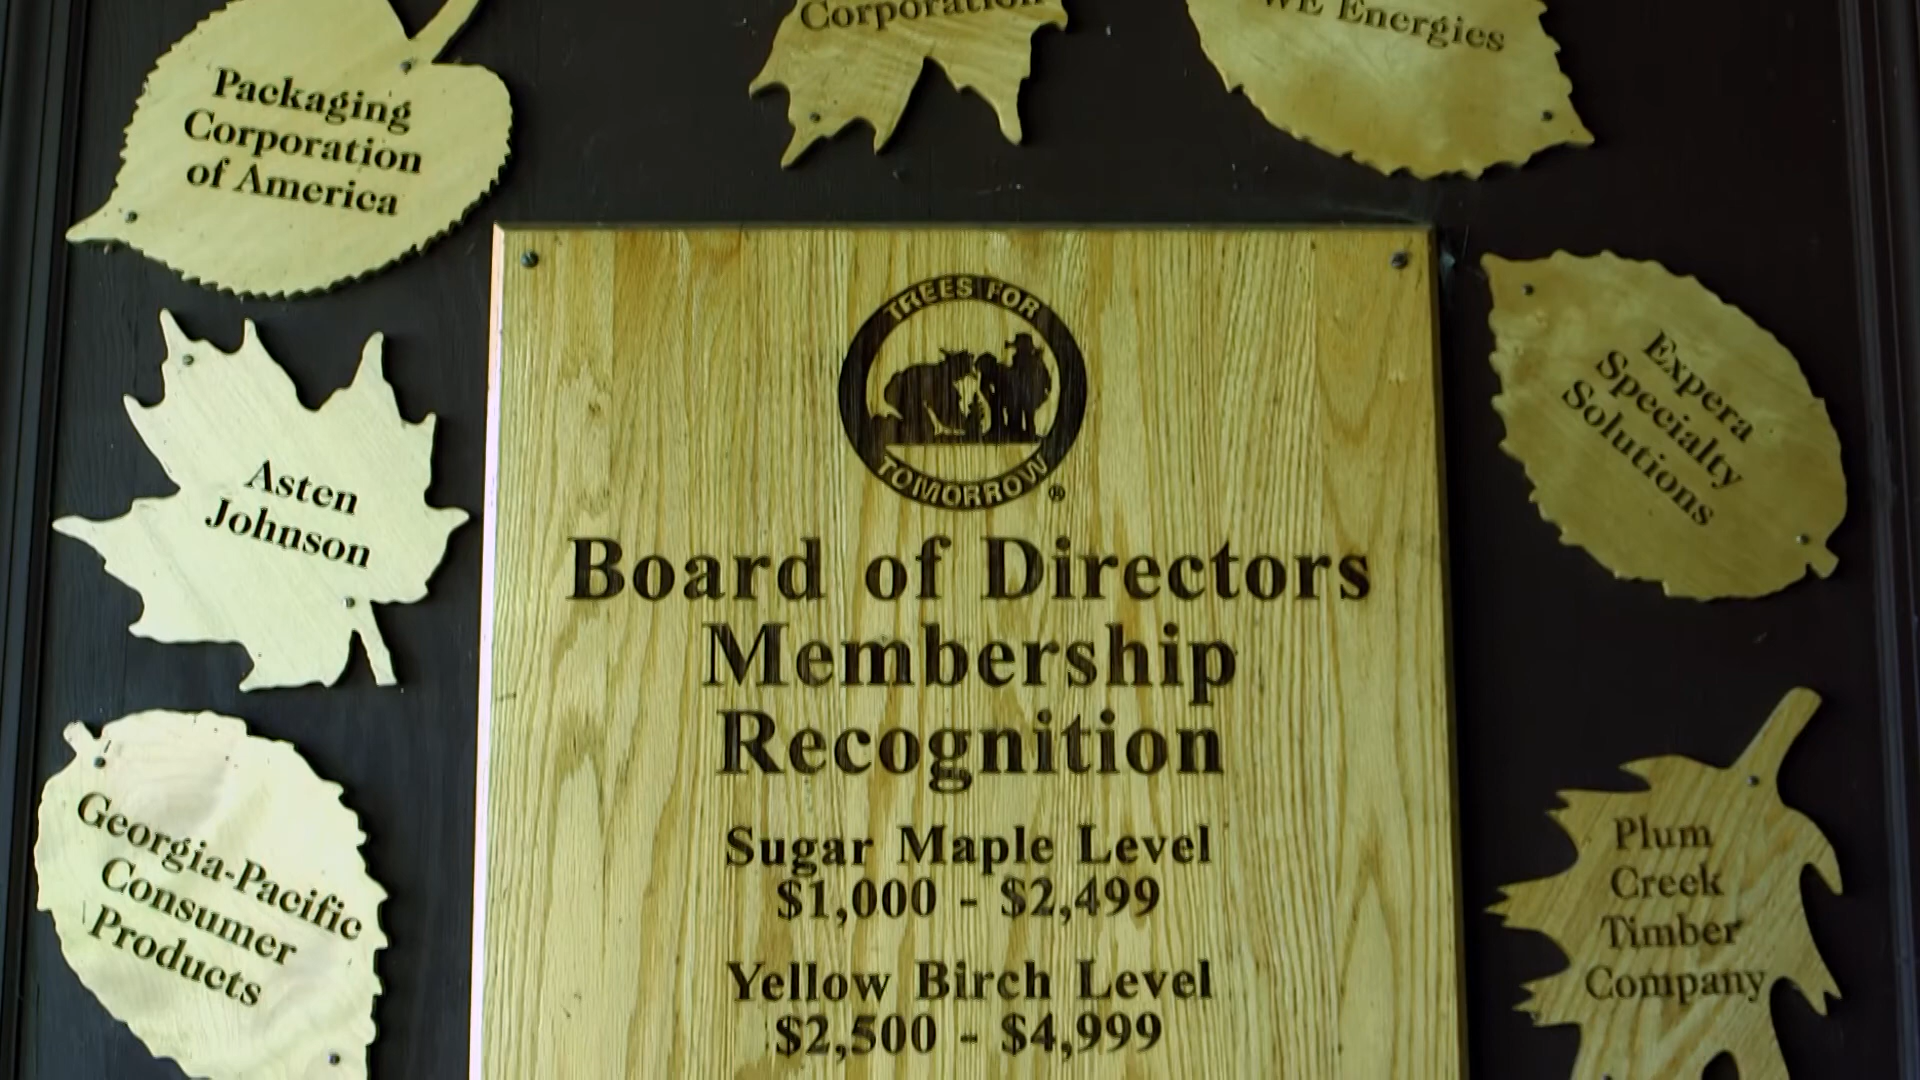 Packaging
Corporation
of America
Corporation
WE Energies
Asten
Johnson
Georgia-Pacific
Consumer
Products
TREES FOR
TOMORROW®
Board of Directors
Membership
Recognition
Sugar Maple Level
$1,000 - $2,499
Yellow Birch Level
$2,500 - $4,999
Expera
Specialty
Solutions
Plum
Creek
Timber
Company